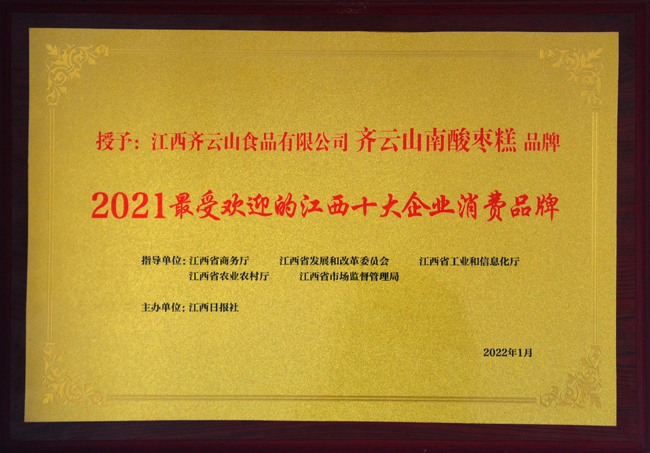 授予：江西齐云山食品有限公司 齐云山南酸枣糕 品牌
2021最受欢迎的江西十大企业消费品牌
指导单位：江西省商务厅 江西省发展和改革委员会 江西省工业和信息化厅
江西省农业农村厅 江西省市场监督管理局
主办单位：江西日报社
2022年1月